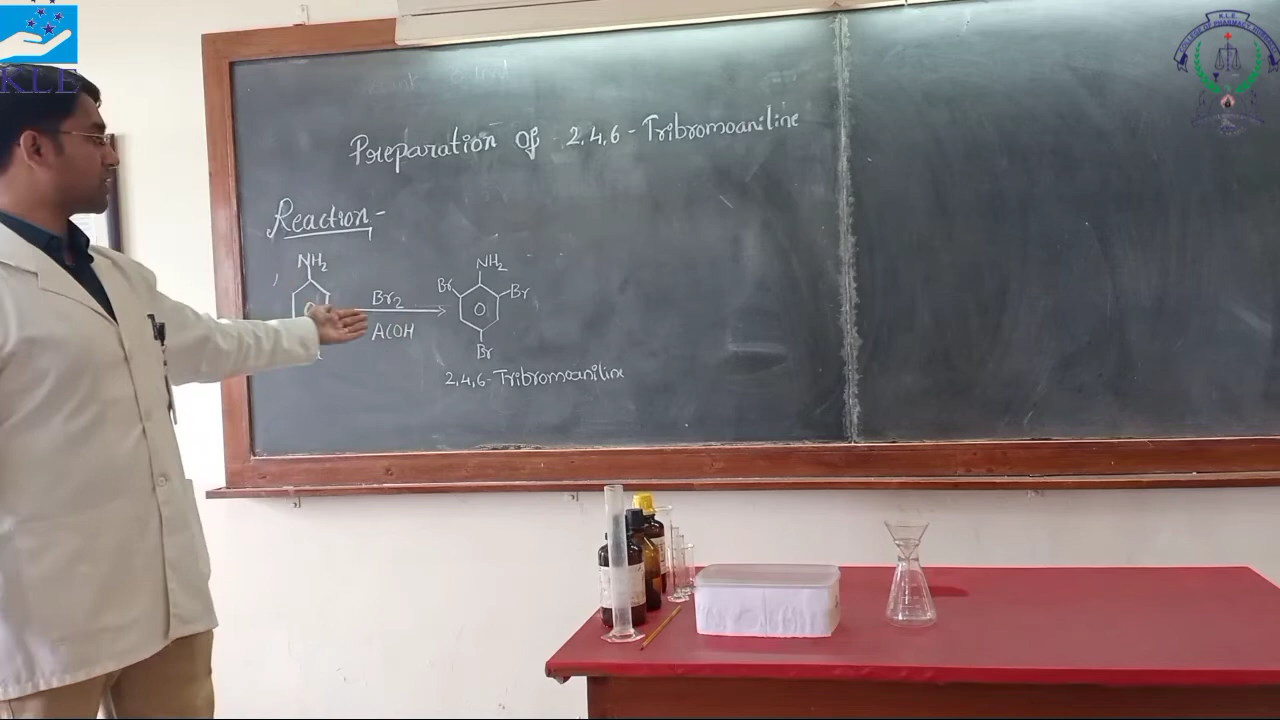 KLE
K.L.E.
Preparation of 2,4,6-Tribromoaniline
Reaction-
NH2
Br2
ACOH
NH2
Br
Br
Br
2,4,6-Tribromoaniline